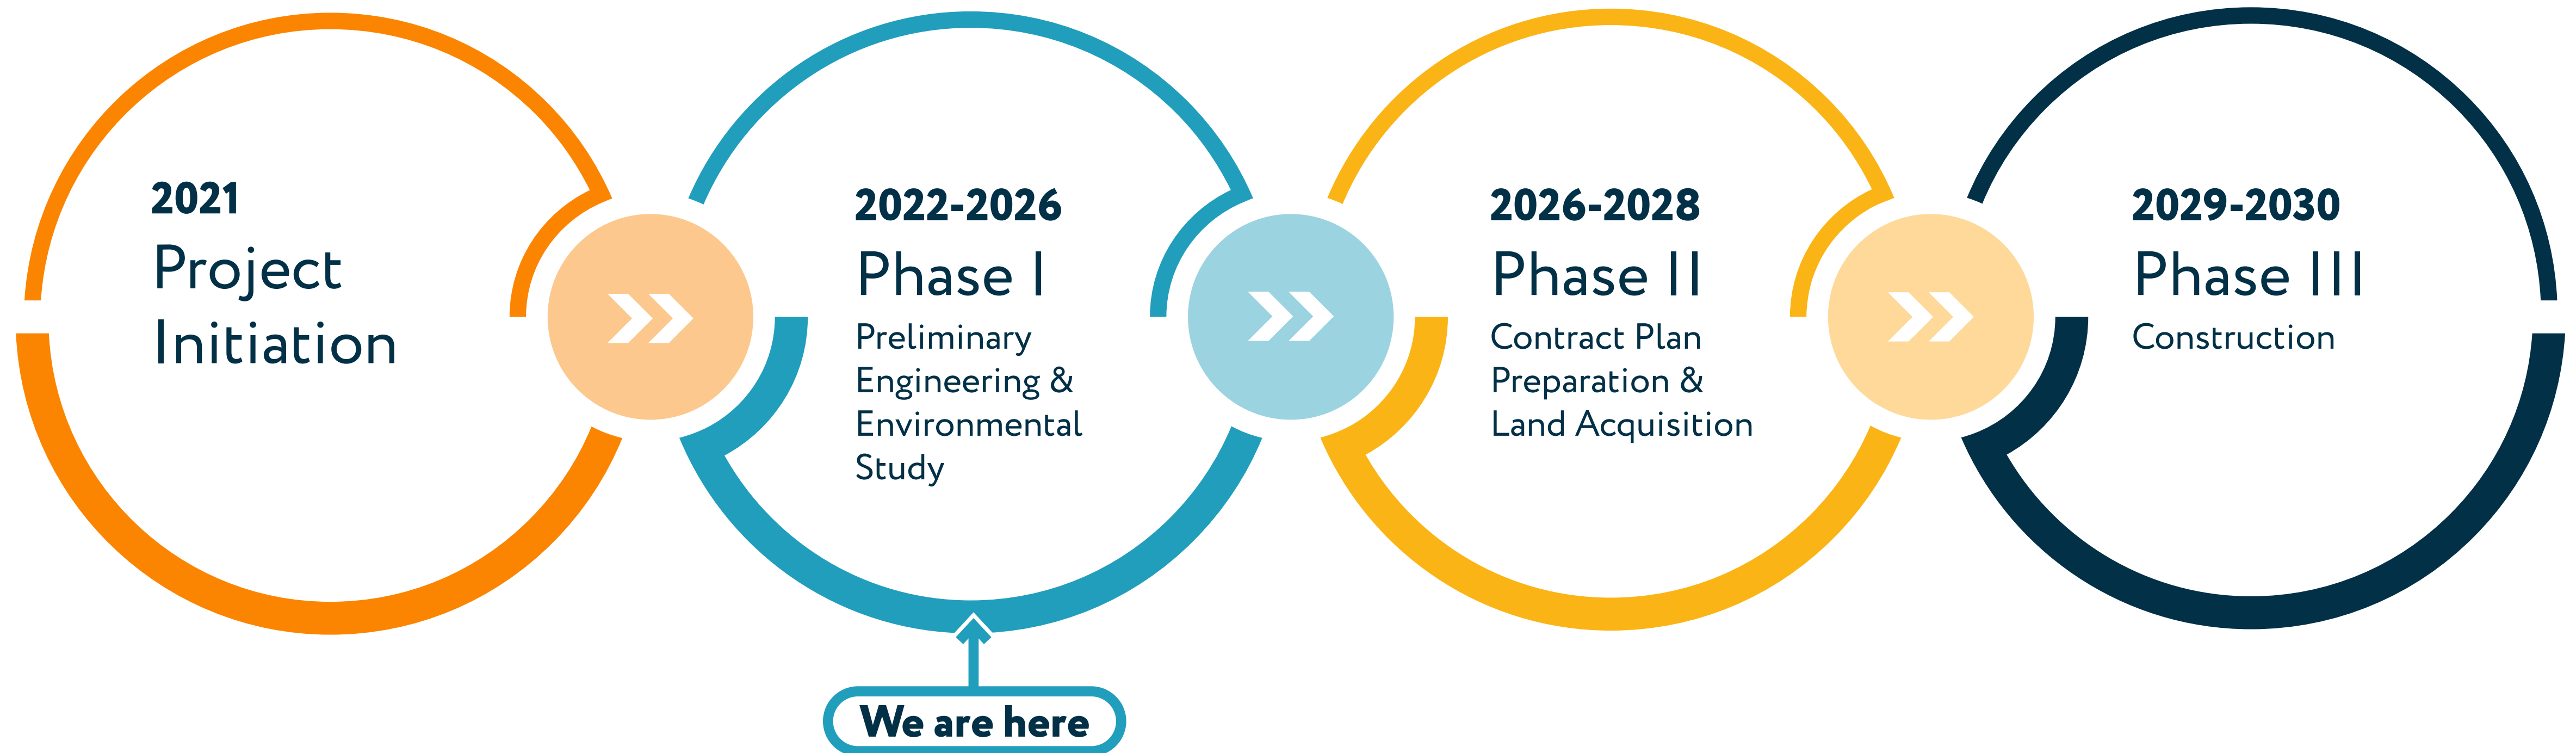 2021
Project
Initiation
2022-2026
Phase I
Preliminary
Engineering &
Environmental
Study
2026-2028
Phase II
Contract Plan
Preparation &
Land Acquisition
2029-2030
Phase III
Construction
We are here